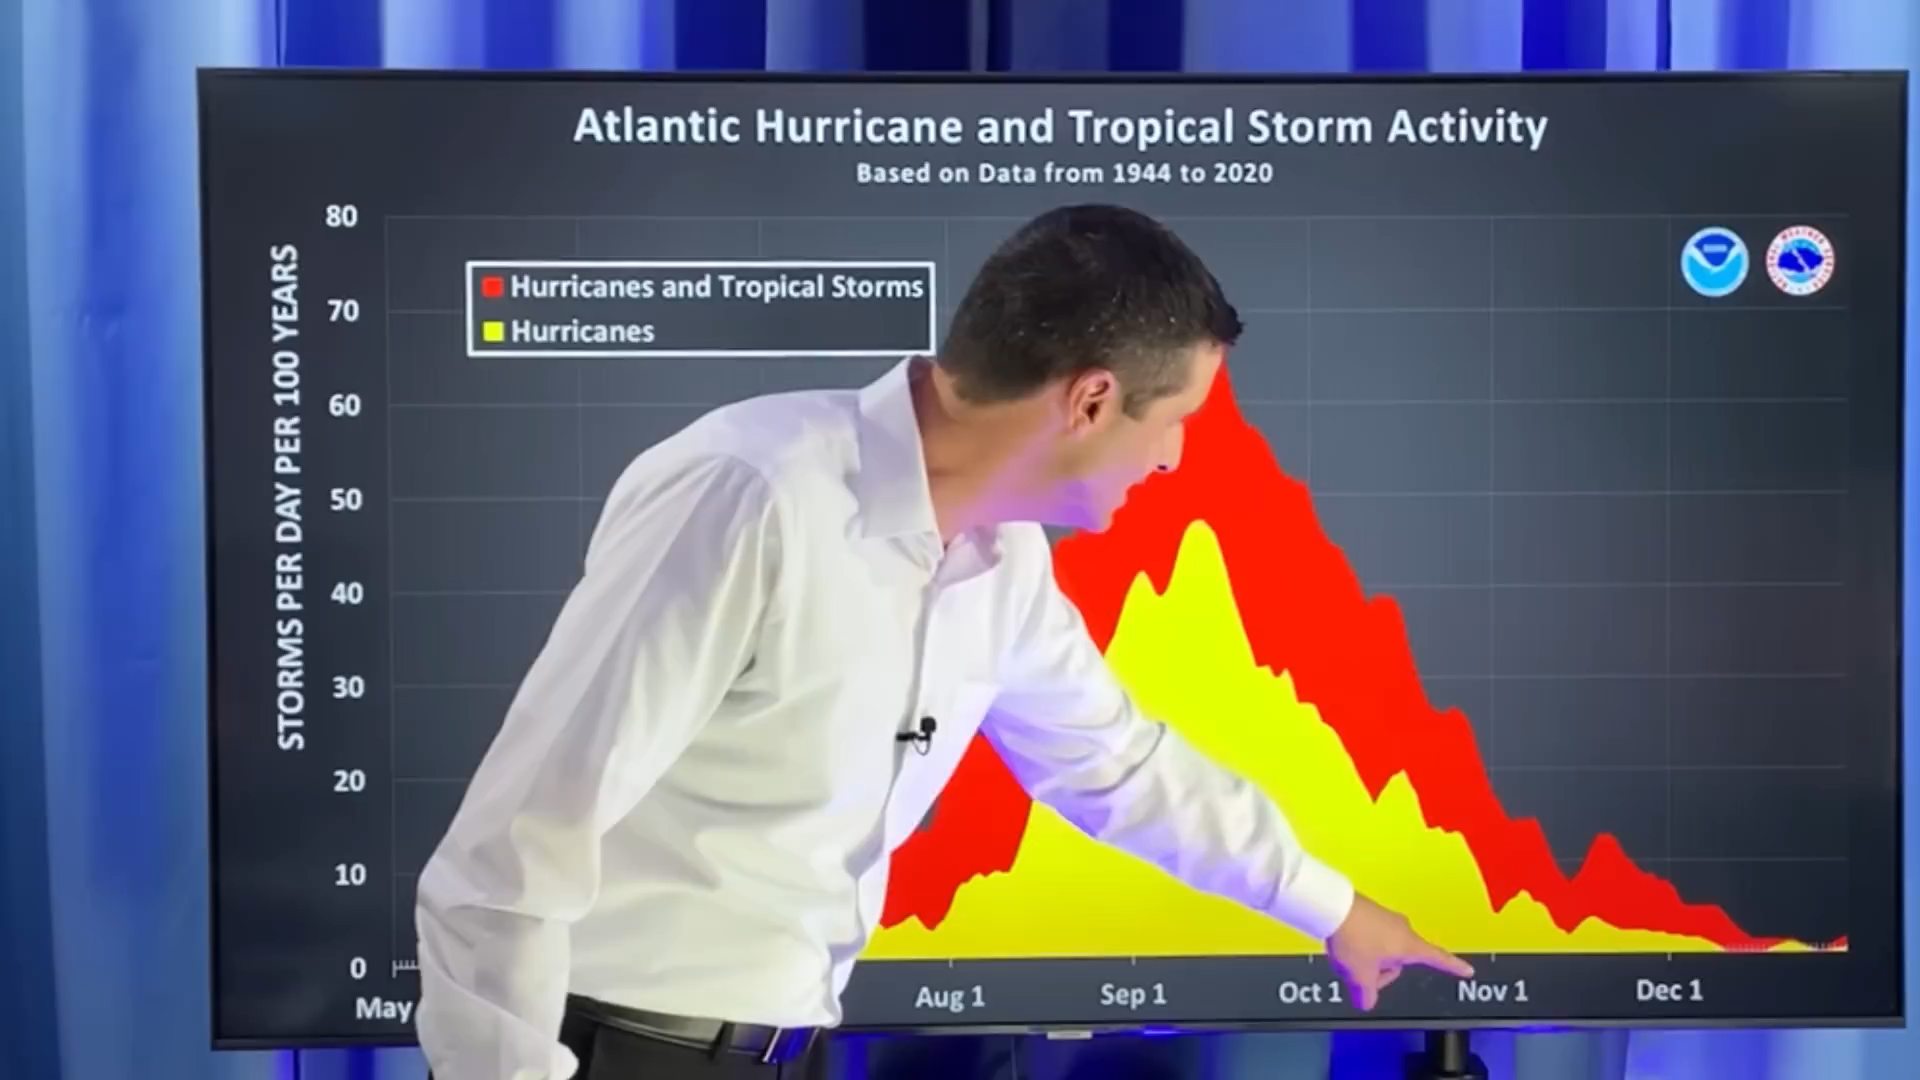 Atlantic Hurricane and Tropical Storm Activity
Based on Data from 1944 to 2020
STORMS PER DAY PER 100 YEARS
80
70
60
50
40
30
20
10
0
Hurricanes and Tropical Storms
Hurricanes
May
Aug 1
Sep 1
Oct 1
Nov 1
Dec 1